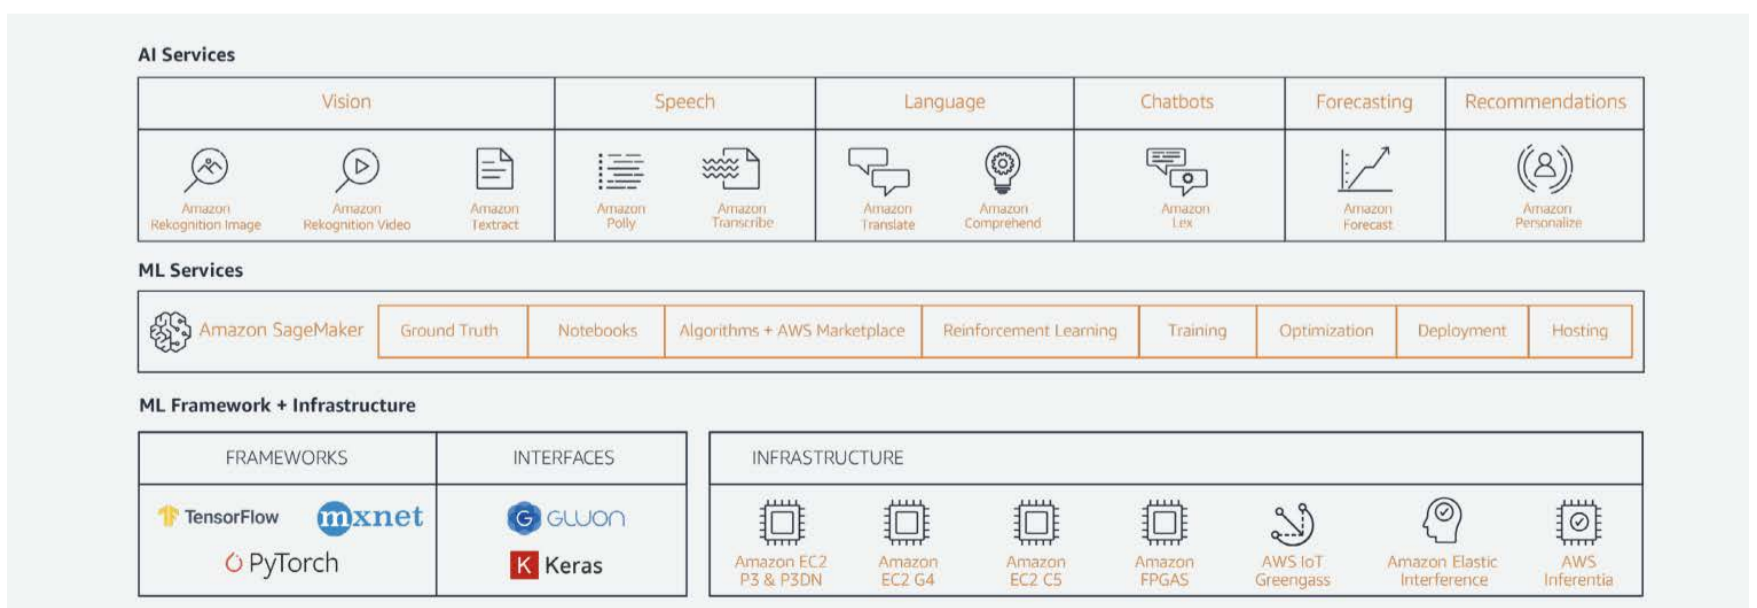 AI Services
Vision
Speech
Language
Chatbots
Forecasting
Recommendations
Amazon
Rekognition Image
Amazon
Rekognition Video
Amazon
Textract
Amazon
Polly
Amazon
Transcribe
Amazon
Translate
Amazon
Comprehend
Amazon
Lex
Amazon
Forecast
Amazon
Personalize
ML Services
Amazon SageMaker
Ground Truth
Notebooks
Algorithms + AWS Marketplace
Reinforcement Learning
Training
Optimization
Deployment
Hosting
ML Framework + Infrastructure
FRAMEWORKS
INTERFACES
INFRASTRUCTURE
TensorFlow
mxnet
PyTorch
G GLUON
K Keras
Amazon EC2
P3 & P3DN
Amazon
EC2 G4
Amazon
EC2 C5
Amazon
FPGAS
AWS IoT
Greengass
Amazon Elastic
Interference
AWS
Inferentia